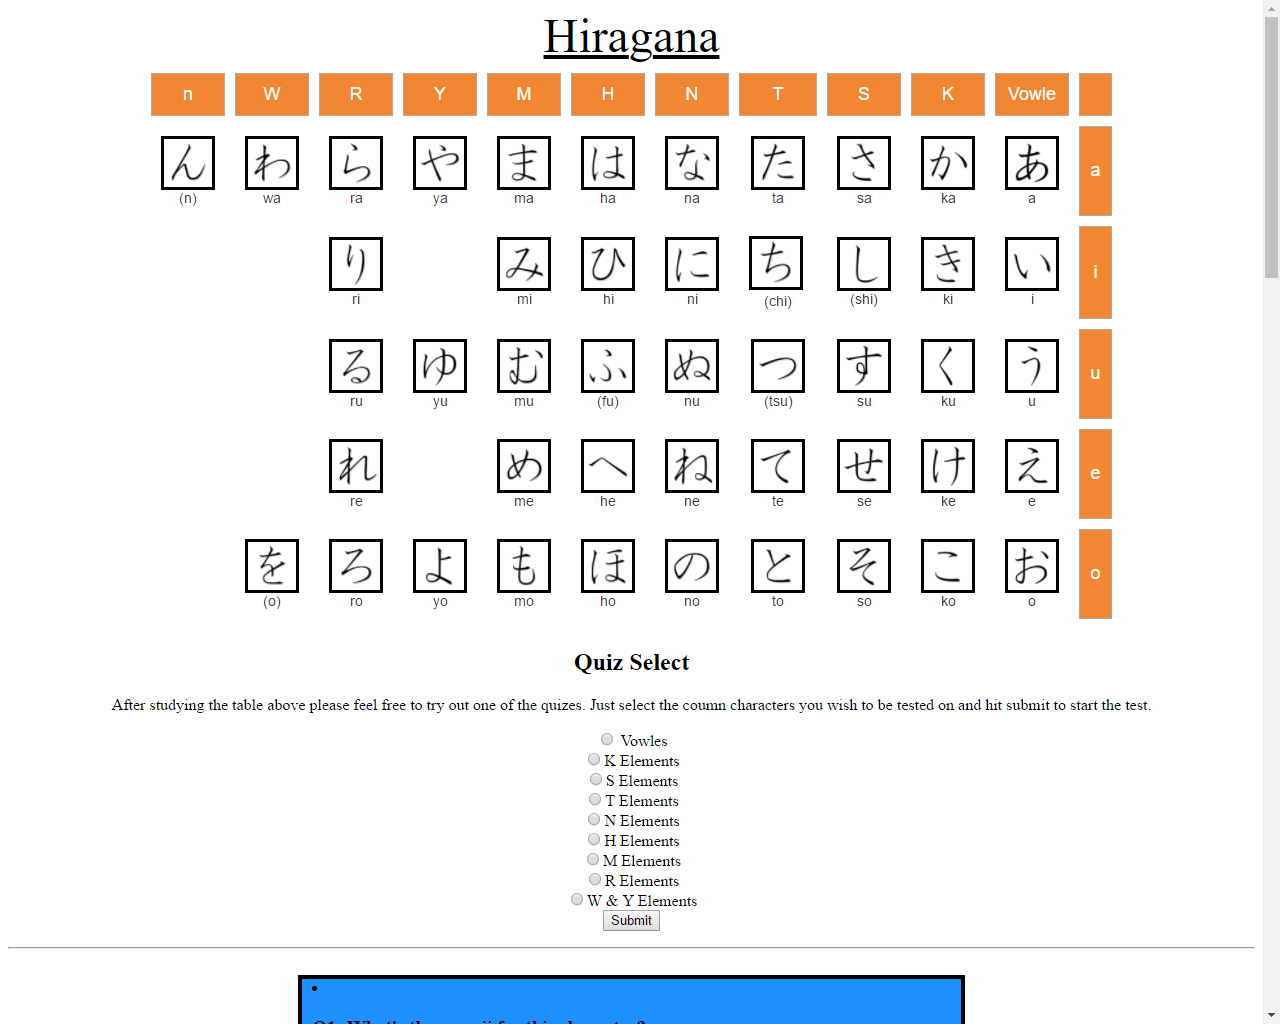 Hiragana
n W R Y M H N T S K Vowle
ん わ ら や ま は な た さ か あ a
(n) wa ra ya ma ha na ta sa ka a
り み ひ に ち し き い i
ri mi hi ni (chi) (shi) ki i
る ゆ む ふ ぬ つ す く う u
ru yu mu (fu) nu (tsu) su ku u
れ め へ ね て せ け え e
re me he ne te se ke e
を ろ よ も ほ の と そ こ お o
(o) ro yo mo ho no to so ko o
Quiz Select
After studying the table above please feel free to try out one of the quizes. Just select the coumn characters you wish to be tested on and hit submit to start the test.
Vowles
K Elements
S Elements
T Elements
N Elements
H Elements
M Elements
R Elements
W & Y Elements
Submit